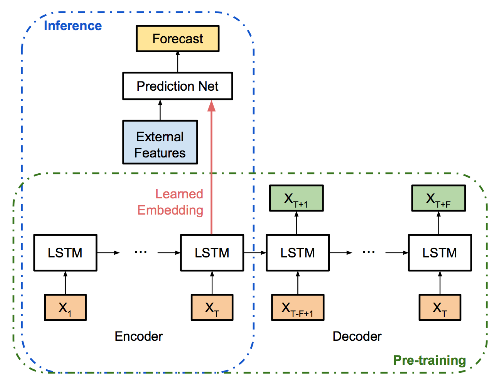 Inference
Forecast
Prediction Net
External
Features
Learned
Embedding
X_{T+1}
X_{T+F}
LSTM
...
LSTM
LSTM
...
LSTM
X_1
X_T
X_{T-F+1}
X_T
Encoder
Decoder
Pre-training